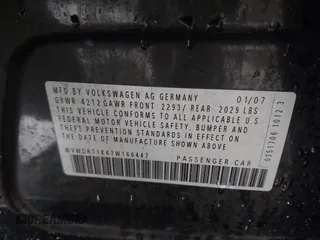 MFD BY VOLKSWAGEN AG GERMANY 01/07
GVWR 4212 GAWR FRONT 2293/ REAR 2029 LBS
THIS VEHICLE CONFORMS TO ALL APPLICABLE
FEDERAL MOTOR VEHICLE SAFETY, BUMPER AND
THEFT PREVENTION STANDARDS IN EFFECT ON
THE DATE OF MANUFACTURE SHOWN ABOVE
PASSENGER CAR